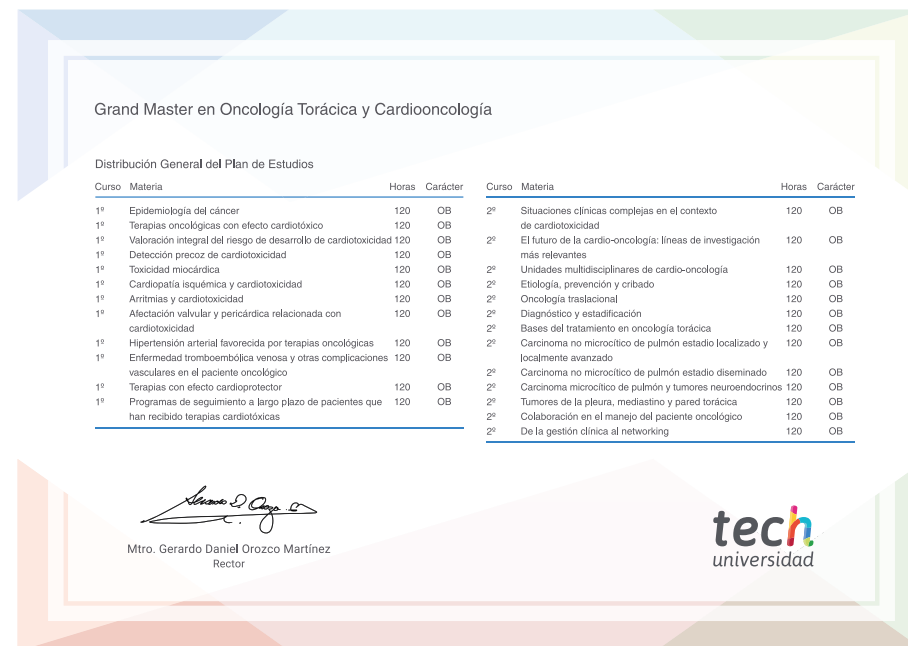 Grand Master en Oncología Torácica y Cardiooncología
Distribución General del Plan de Estudios
Curso Materia Horas Carácter
1º Epidemiología del cáncer 120 OB
1º Terapias oncológicas con efecto cardiotóxico 120 OB
1º Valoración integral del riesgo de desarrollo de cardiotoxicidad 120 OB
1º Detección precoz de cardiotoxicidad 120 OB
1º Toxicidad miocárdica 120 OB
1º Cardiopatía isquémica y cardiotoxicidad 120 OB
1º Arritmias y cardiotoxicidad 120 OB
1º Afectación valvular y pericárdica relacionada con 120 OB
cardiotoxicidad
1º Hipertensión arterial favorecida por terapias oncológicas 120 OB
1º Enfermedad tromboembólica venosa y otras complicaciones 120 OB
vasculares en el paciente oncológico
1º Terapias con efecto cardioprotector 120 OB
1º Programas de seguimiento a largo plazo de pacientes que 120 OB
han recibido terapias cardiotóxicas
Curso Materia Horas Carácter
2º Situaciones clínicas complejas en el contexto 120 OB
de cardiotoxicidad
2º El futuro de la cardio-oncología: líneas de investigación 120 OB
más relevantes
2º Unidades multidisciplinares de cardio-oncología 120 OB
2º Etiología, prevención y cribado 120 OB
2º Oncología traslacional 120 OB
2º Diagnóstico y estadificación 120 OB
2º Bases del tratamiento en oncología torácica 120 OB
2º Carcinoma no microcítico de pulmón estadio localizado y 120 OB
localmente avanzado
2º Carcinoma no microcítico de pulmón estadio diseminado 120 OB
2º Carcinoma microcítico de pulmón y tumores neuroendocrinos 120 OB
2º Tumores de la pleura, mediastino y pared torácica 120 OB
2º Colaboración en el manejo del paciente oncológico 120 OB
2º De la gestión clínica al networking 120 OB
Mtro. Gerardo Daniel Orozco Martínez
Rector
tech
universidad